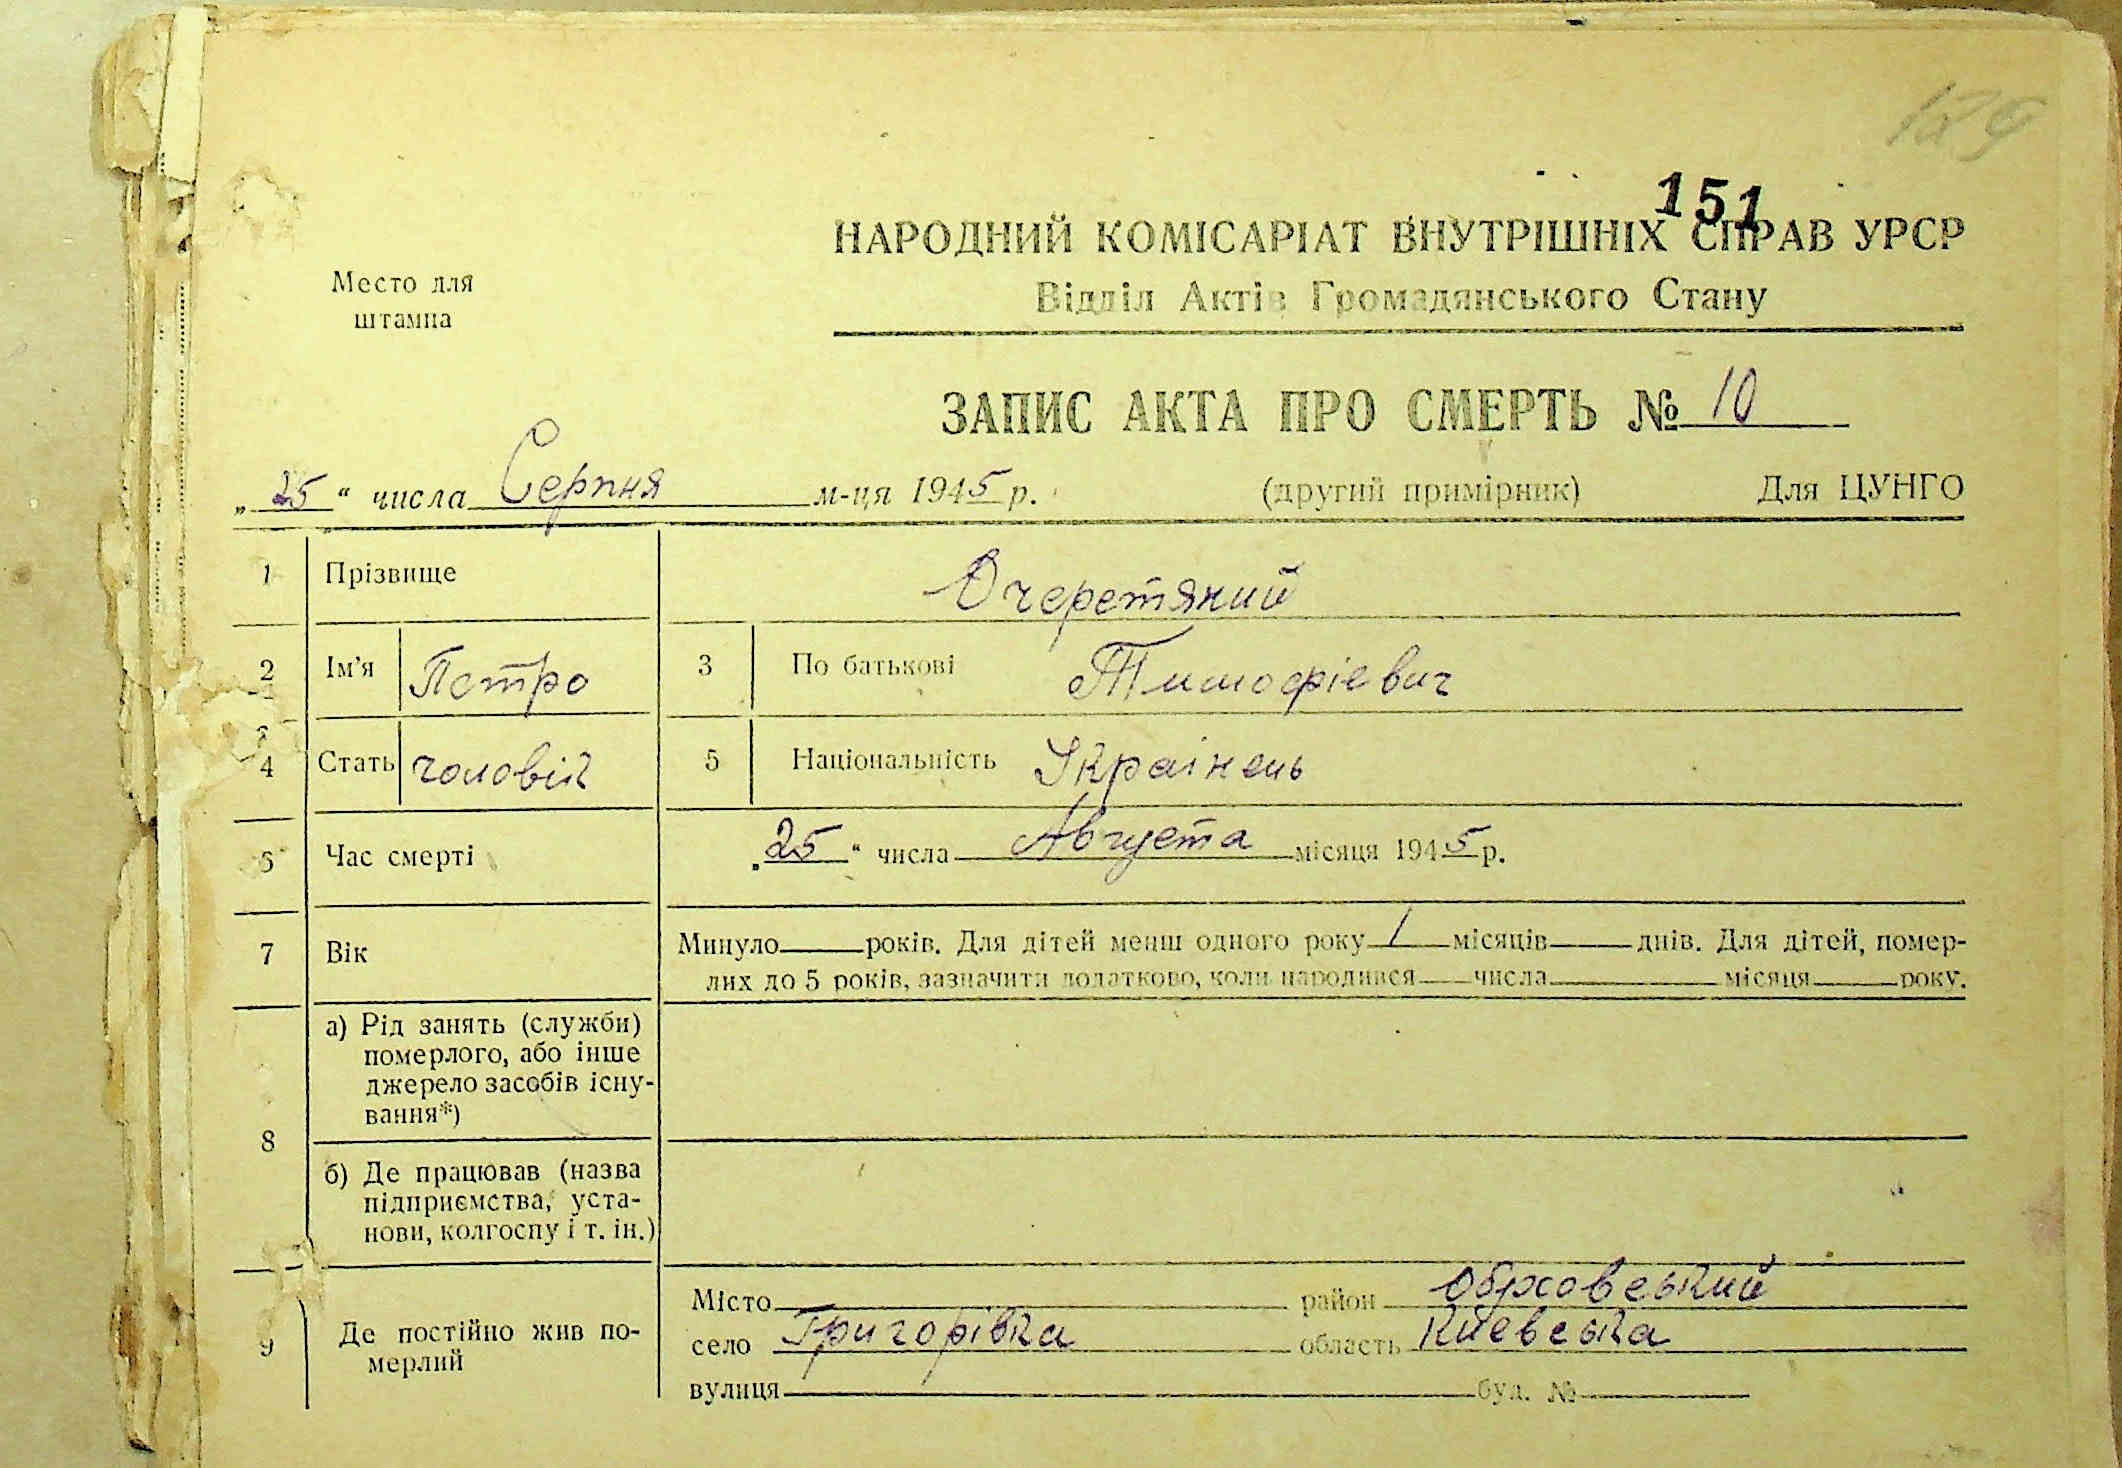 129
151
НАРОДНИЙ КОМІСАРІАТ ВНУТРІШНІХ СПРАВ УРСР
Відділ Актів Громадянського Стану
Место для
штампа
ЗАПИС АКТА ПРО СМЕРТЬ № 10
„25“ числа Серпня м-ця 1945 р. (другий примірник) Для ЦУНГО
1 Прізвище Очеретяний
2 Ім’я Петро 3 По батькові Тимофієвич
4 Стать чоловік 5 Національність Украінець
6 Час смерті „25“ числа Августа місяця 1945 р.
7 Вік Минуло років. Для дітей менш одного року 1 місяців днів. Для дітей, помер-
лих до 5 років, зазначити додатково, коли народився числа місяця року.
8 а) Рід занять (служби)
померлого, або інше
джерело засобів існу-
вання*)
б) Де працював (назва
підприємства, уста-
нови, колгоспу і т. ін.)
9 Де постійно жив по-
мерлий
Місто район Обуховський
село Григорівка область Київська
вулиця буд. №